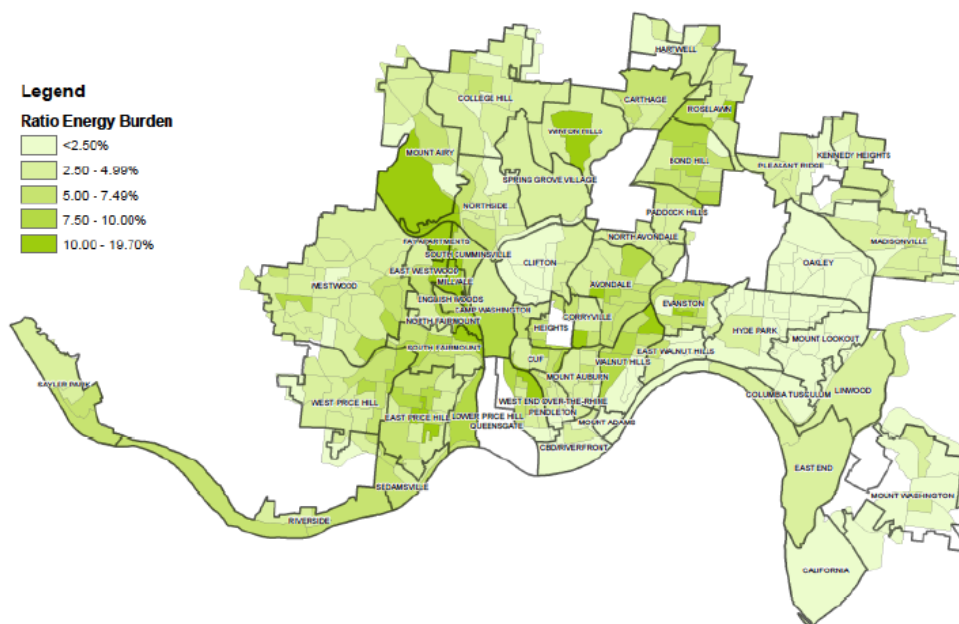 Legend
Ratio Energy Burden
<2.50%
2.50 - 4.99%
5.00 - 7.49%
7.50 - 10.00%
10.00 - 19.70%
HARTWELL
COLLEGE HILL
CARTHAGE
ROSELAWN
WINTON HILLS
MOUNT AIRY
BOND HILL
KENNEDY HEIGHTS
PLEASANT RIDGE
SPRING GROVE VILLAGE
NORTHSIDE
PADDOCK HILLS
NORTH AVONDALE
MADISONVILLE
FAY APARTMENTS
SOUTH CUMMINSVILLE
CLIFTON
OAKLEY
EAST WESTWOOD
MILLVALE
WESTWOOD
AVONDALE
ENGLISH WOODS
CAMP WASHINGTON
EVANSTON
NORTH FAIRMOUNT
CORRYVILLE
HEIGHTS
HYDE PARK
MOUNT LOOKOUT
SOUTH FAIRMOUNT
EAST WALNUT HILLS
CUF
WALNUT HILLS
MOUNT AUBURN
SAYLER PARK
LINWOOD
COLUMBIA TUSCULUM
WEST PRICE HILL
WEST END
OVER-THE-RHINE
PENDLETON
EAST PRICE HILL
LOWER PRICE HILL
QUEENSGATE
MOUNT ADAMS
CBD/RIVERFRONT
EAST END
SEDAMSVILLE
MOUNT WASHINGTON
RIVERSIDE
CALIFORNIA